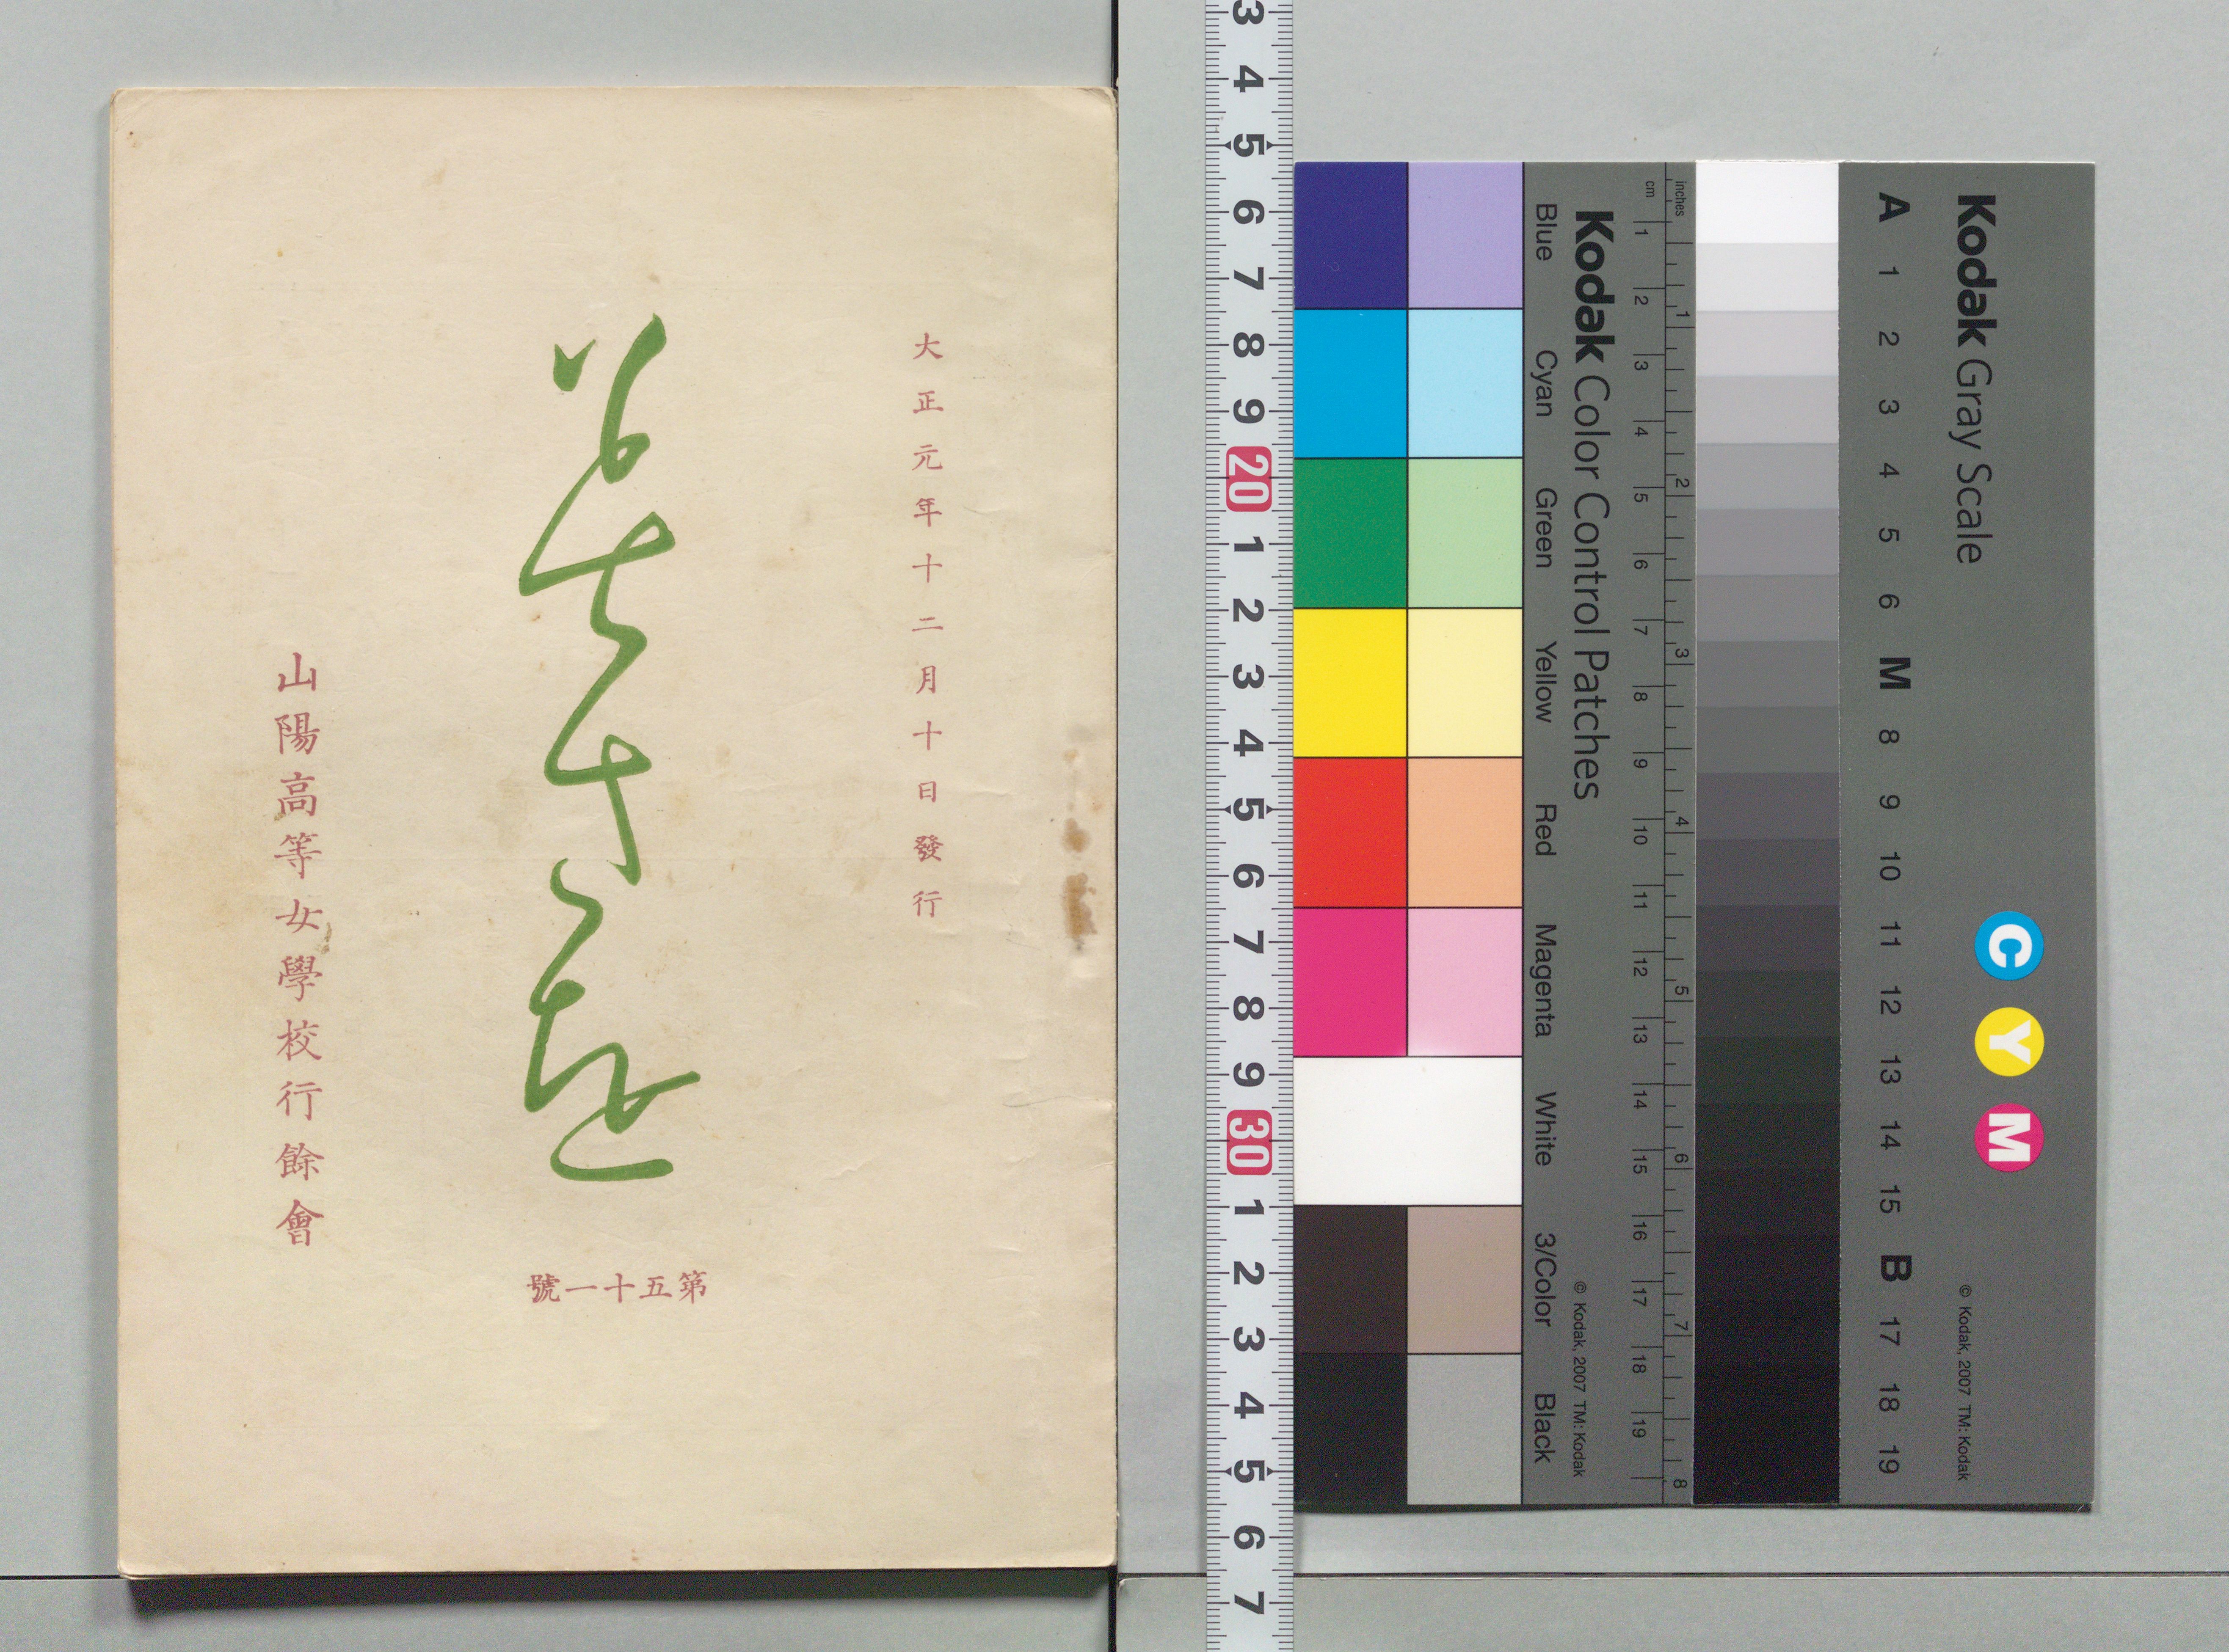 大正元年十二月十日發行
みさを
第五十一號
山陽高等女學校行餘會
3 4 5 6 7 8 9 20 1 2 3 4 5 6 7 8 9 30 1 2 3 4 5 6 7
Kodak Gray Scale
C Y M
© Kodak, 2007 TM: Kodak
A 1 2 3 4 5 6 M 8 9 10 11 12 13 14 15 B 17 18 19
inches 1 2 3 4 5 6 7 8
cm 1 2 3 4 5 6 7 8 9 10 11 12 13 14 15 16 17 18 19
Kodak Color Control Patches
© Kodak, 2007 TM: Kodak
Blue Cyan Green Yellow Red Magenta White 3/Color Black